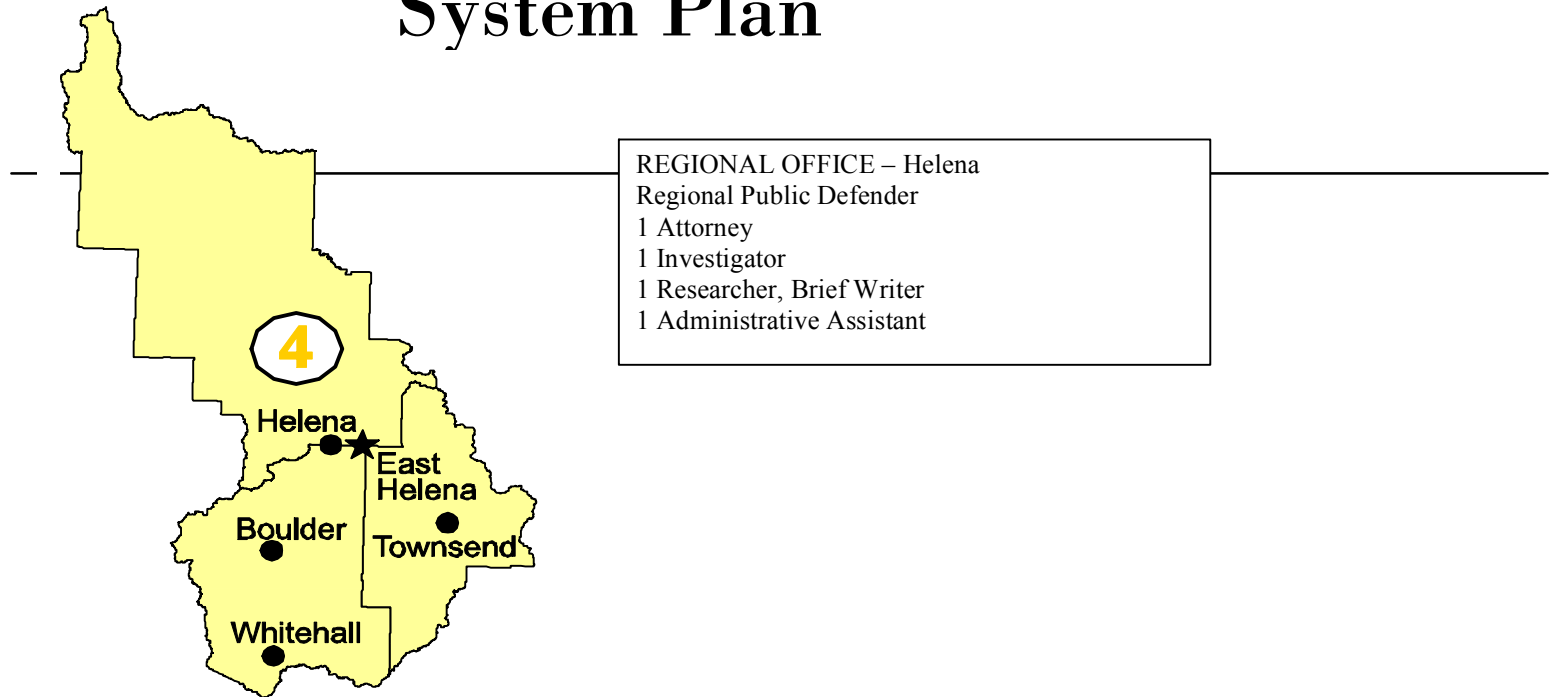 System Plan
REGIONAL OFFICE – Helena
Regional Public Defender
1 Attorney
1 Investigator
1 Researcher, Brief Writer
1 Administrative Assistant
4
Helena
East
Helena
Boulder
Townsend
Whitehall